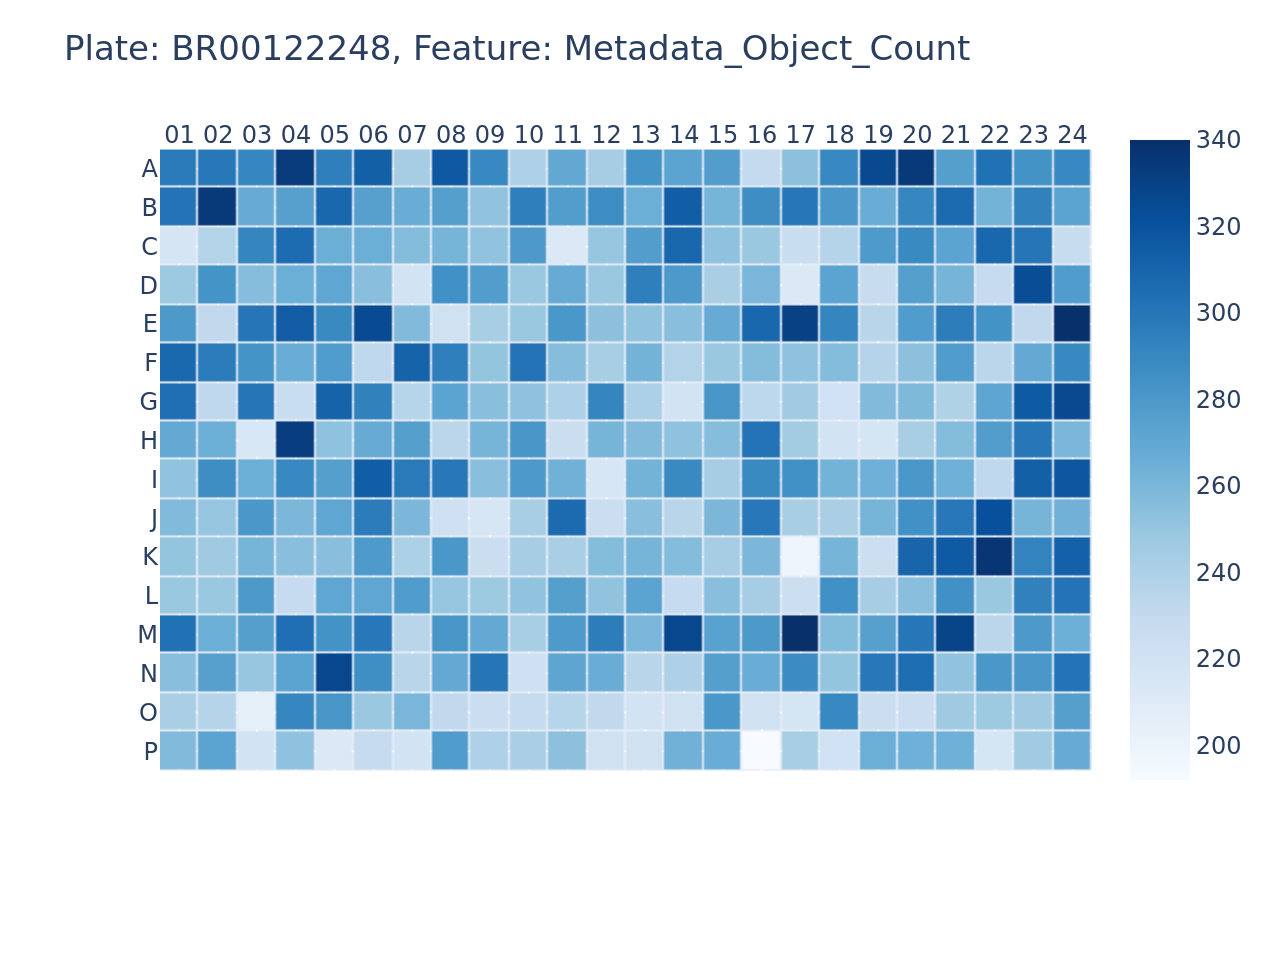 Plate: BR00122248, Feature: Metadata_Object_Count
01 02 03 04 05 06 07 08 09 10 11 12 13 14 15 16 17 18 19 20 21 22 23 24
A
B
C
D
E
F
G
H
I
J
K
L
M
N
O
P
340
320
300
280
260
240
220
200